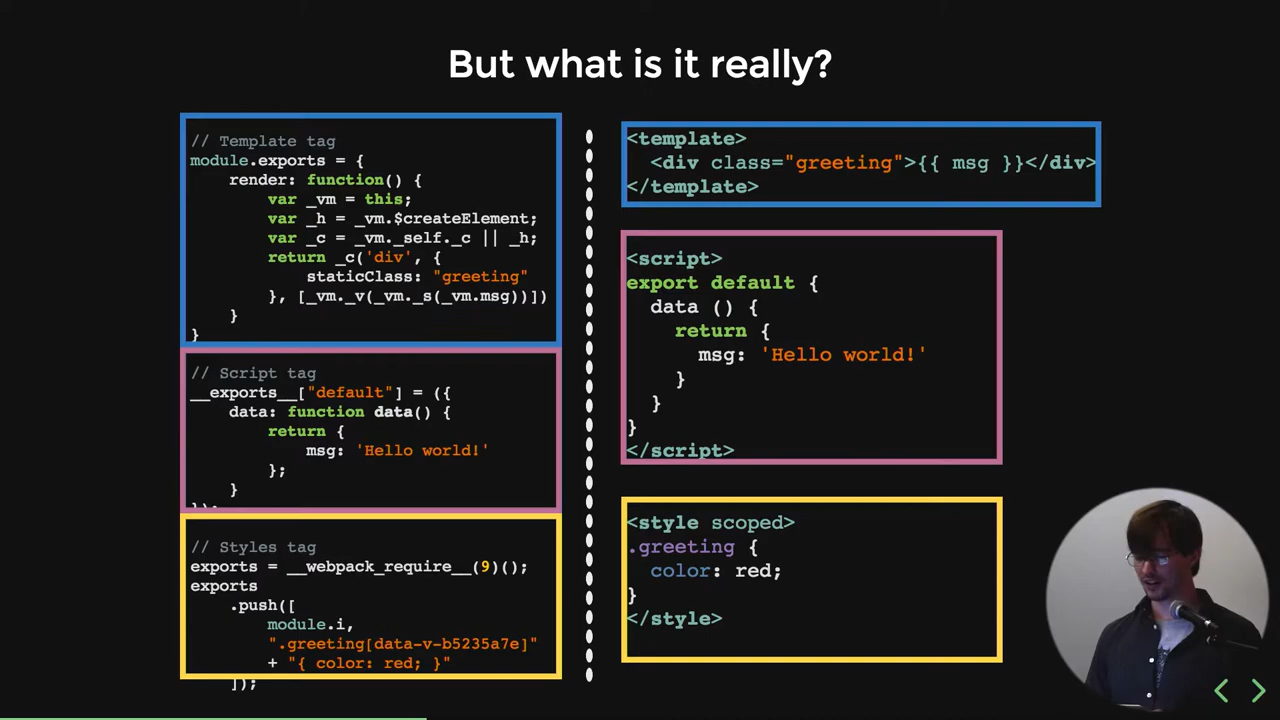 But what is it really?
// Template tag
module.exports = {
    render: function() {
        var _vm = this;
        var _h = _vm.$createElement;
        var _c = _vm._self._c || _h;
        return _c('div', {
            staticClass: "greeting"
        }, [_vm._v(_vm._s(_vm.msg))])
    }
}
// Script tag
__exports__["default"] = ({
    data: function data() {
        return {
            msg: 'Hello world!'
        };
    }
});
// Styles tag
exports = __webpack_require__(9)();
exports
    .push([
        module.i,
        ".greeting[data-v-b5235a7e]"
        + "{ color: red; }"
    ]);
<template>
  <div class="greeting">{{ msg }}</div>
</template>
<script>
export default {
  data () {
    return {
      msg: 'Hello world!'
    }
  }
}
</script>
<style scoped>
.greeting {
  color: red;
}
</style>